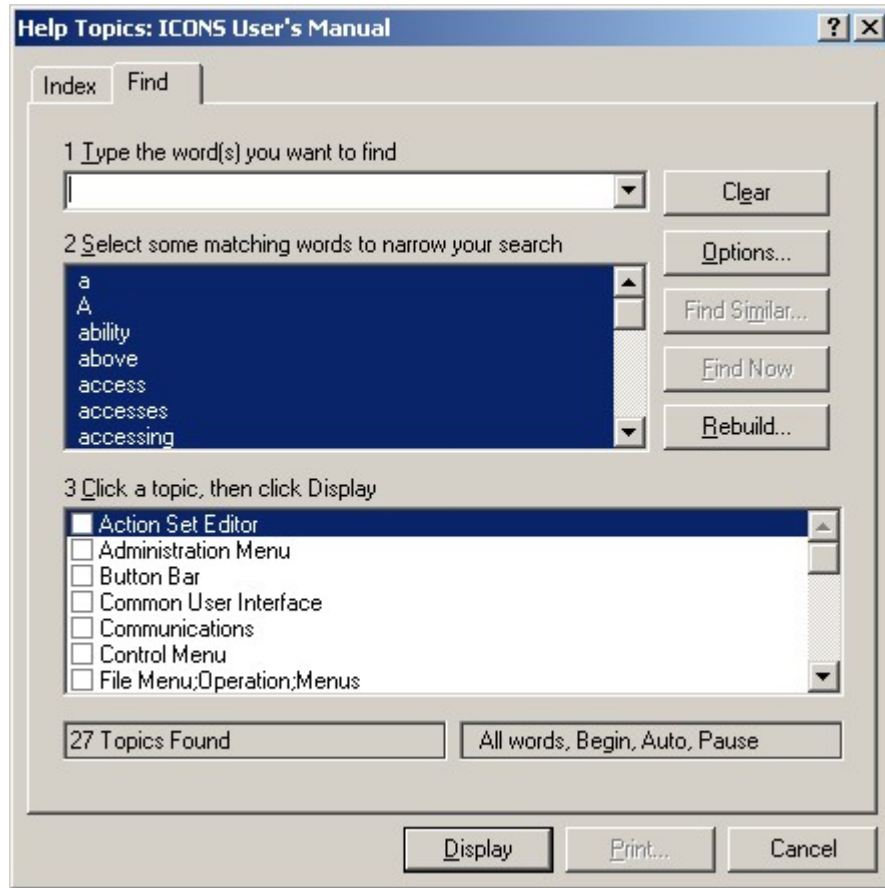 Help Topics: ICONS User's Manual
Index Find
1 Type the word(s) you want to find
Clear
2 Select some matching words to narrow your search
Options...
a
A
ability
above
access
accesses
accessing
Find Similar...
Find Now
Rebuild...
3 Click a topic, then click Display
Action Set Editor
Administration Menu
Button Bar
Common User Interface
Communications
Control Menu
File Menu;Operation;Menus
27 Topics Found
All words, Begin, Auto, Pause
Display Print... Cancel